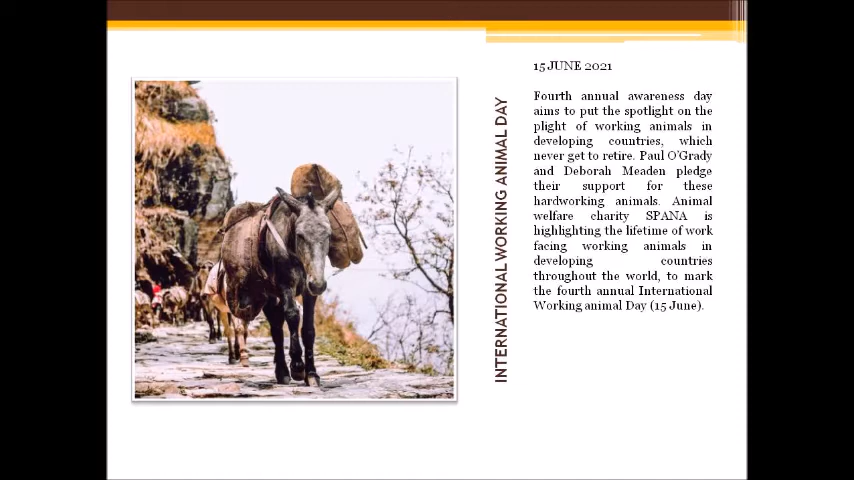 15 JUNE 2021
Fourth annual awareness day
aims to put the spotlight on the
plight of working animals in
developing countries, which
never get to retire. Paul O'Grady
and Deborah Meaden pledge
their support for these
hardworking animals. Animal
welfare charity SPANA is
highlighting the lifetime of work
facing working animals in
developing countries
throughout the world, to mark
the fourth annual International
Working animal Day (15 June).
INTERNATIONAL WORKING ANIMAL DAY